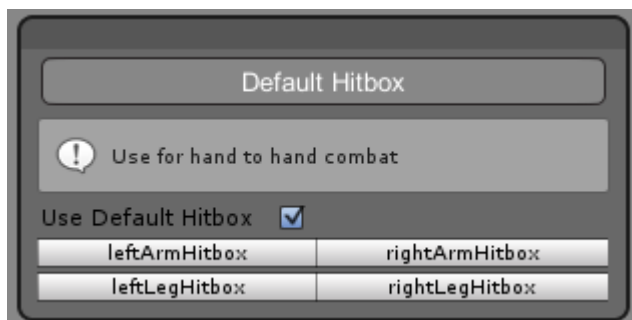 Default Hitbox
Use for hand to hand combat
Use Default Hitbox
leftArmHitbox rightArmHitbox
leftLegHitbox rightLegHitbox